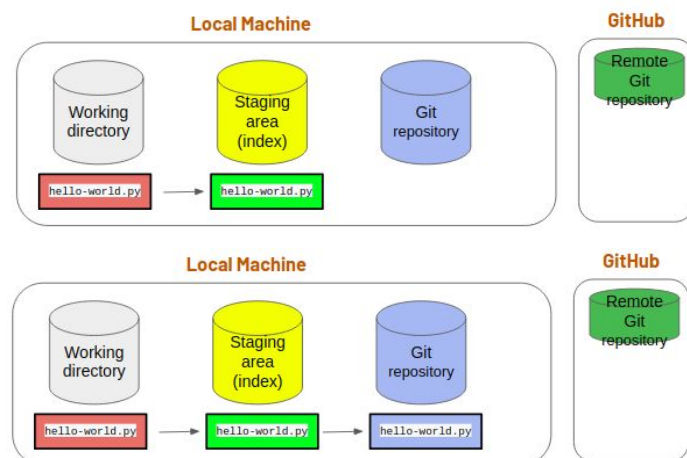 Local Machine
GitHub
Working
directory
Staging
area
(index)
Git
repository
Remote
Git
repository
hello-world.py
hello-world.py
Local Machine
GitHub
Working
directory
Staging
area
(index)
Git
repository
Remote
Git
repository
hello-world.py
hello-world.py
hello-world.py